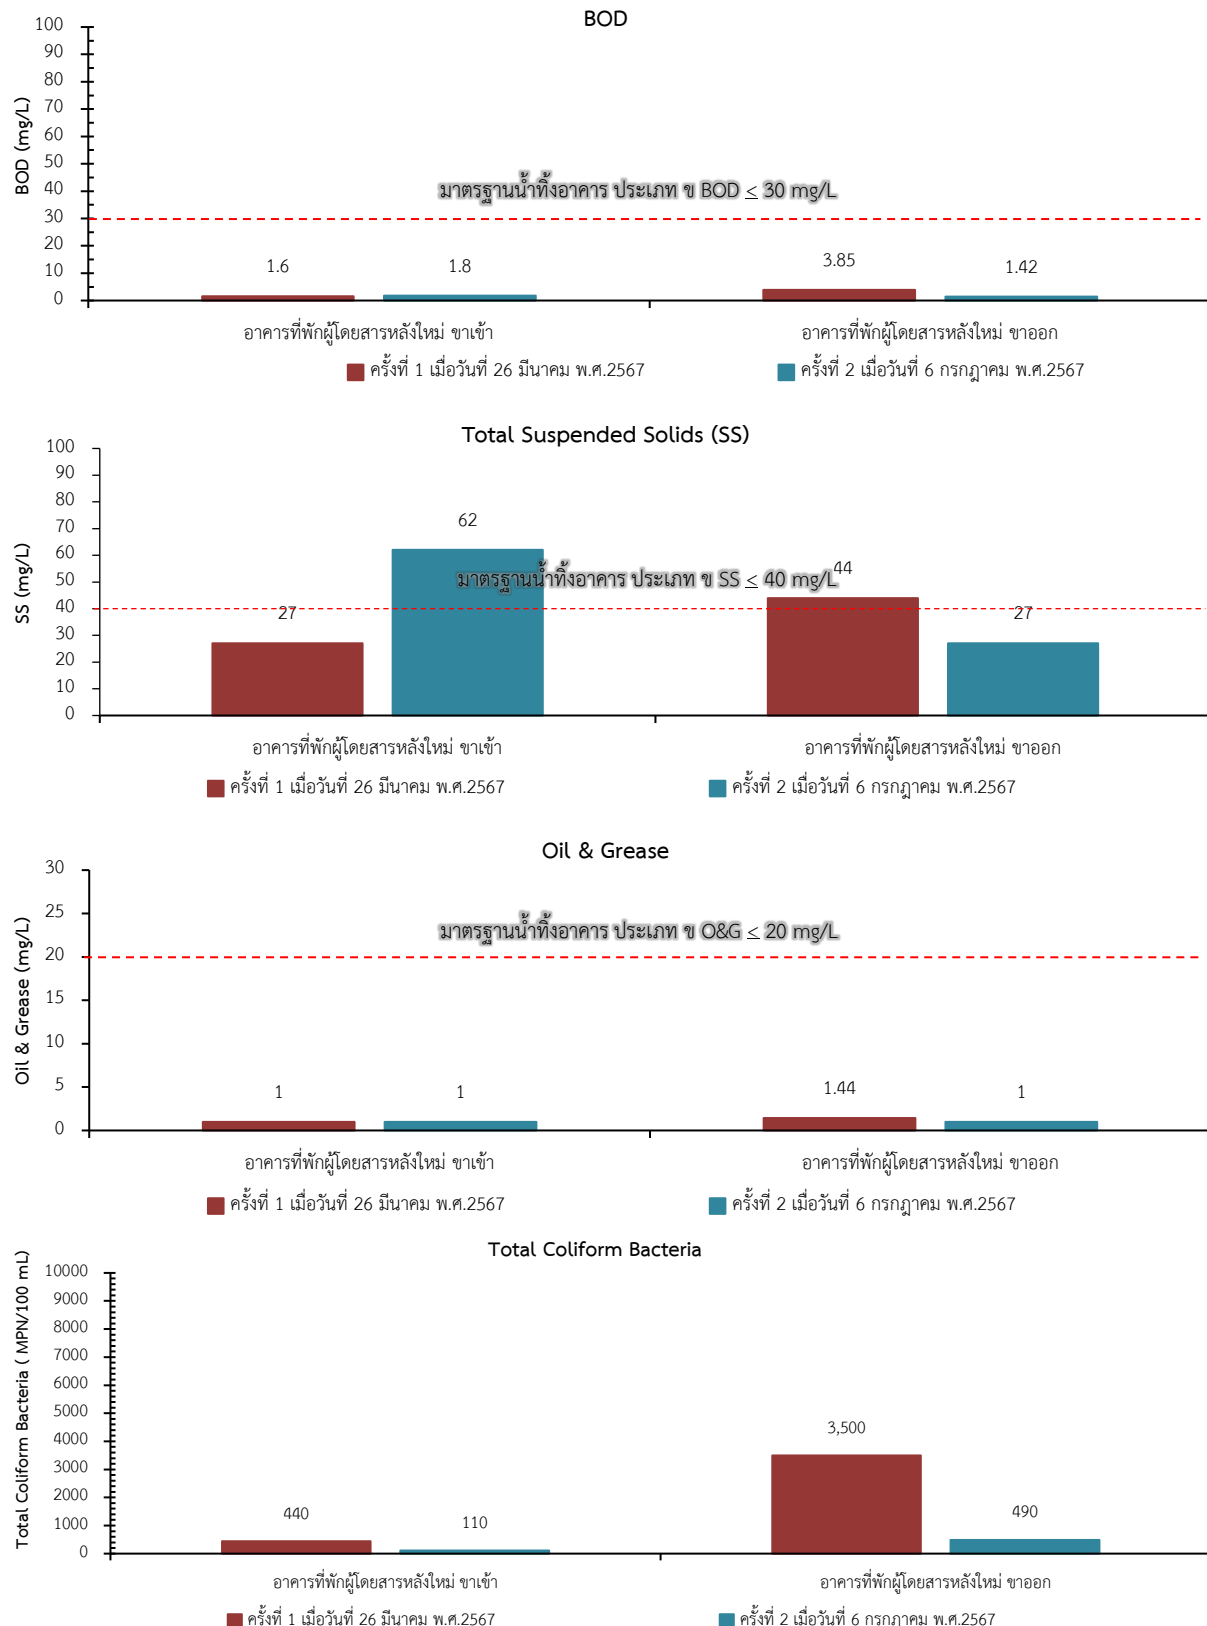 BOD
BOD (mg/L)
100
90
80
70
60
50
40
30
20
10
0
มาตรฐานน้ำทิ้งอาคาร ประเภท ข BOD ≤ 30 mg/L
1.6
1.8
3.85
1.42
อาคารที่พักผู้โดยสารหลังใหม่ ขาเข้า
อาคารที่พักผู้โดยสารหลังใหม่ ขาออก
ครั้งที่ 1 เมื่อวันที่ 26 มีนาคม พ.ศ.2567
ครั้งที่ 2 เมื่อวันที่ 6 กรกฎาคม พ.ศ.2567
Total Suspended Solids (SS)
SS (mg/L)
100
90
80
70
60
50
40
30
20
10
0
มาตรฐานน้ำทิ้งอาคาร ประเภท ข SS ≤ 40 mg/L
27
62
44
27
อาคารที่พักผู้โดยสารหลังใหม่ ขาเข้า
อาคารที่พักผู้โดยสารหลังใหม่ ขาออก
ครั้งที่ 1 เมื่อวันที่ 26 มีนาคม พ.ศ.2567
ครั้งที่ 2 เมื่อวันที่ 6 กรกฎาคม พ.ศ.2567
Oil & Grease
Oil & Grease (mg/L)
30
25
20
15
10
5
0
มาตรฐานน้ำทิ้งอาคาร ประเภท ข O&G ≤ 20 mg/L
1
1
1.44
1
อาคารที่พักผู้โดยสารหลังใหม่ ขาเข้า
อาคารที่พักผู้โดยสารหลังใหม่ ขาออก
ครั้งที่ 1 เมื่อวันที่ 26 มีนาคม พ.ศ.2567
ครั้งที่ 2 เมื่อวันที่ 6 กรกฎาคม พ.ศ.2567
Total Coliform Bacteria
Total Coliform Bacteria ( MPN/100 mL)
10000
9000
8000
7000
6000
5000
4000
3000
2000
1000
0
440
110
3,500
490
อาคารที่พักผู้โดยสารหลังใหม่ ขาเข้า
อาคารที่พักผู้โดยสารหลังใหม่ ขาออก
ครั้งที่ 1 เมื่อวันที่ 26 มีนาคม พ.ศ.2567
ครั้งที่ 2 เมื่อวันที่ 6 กรกฎาคม พ.ศ.2567